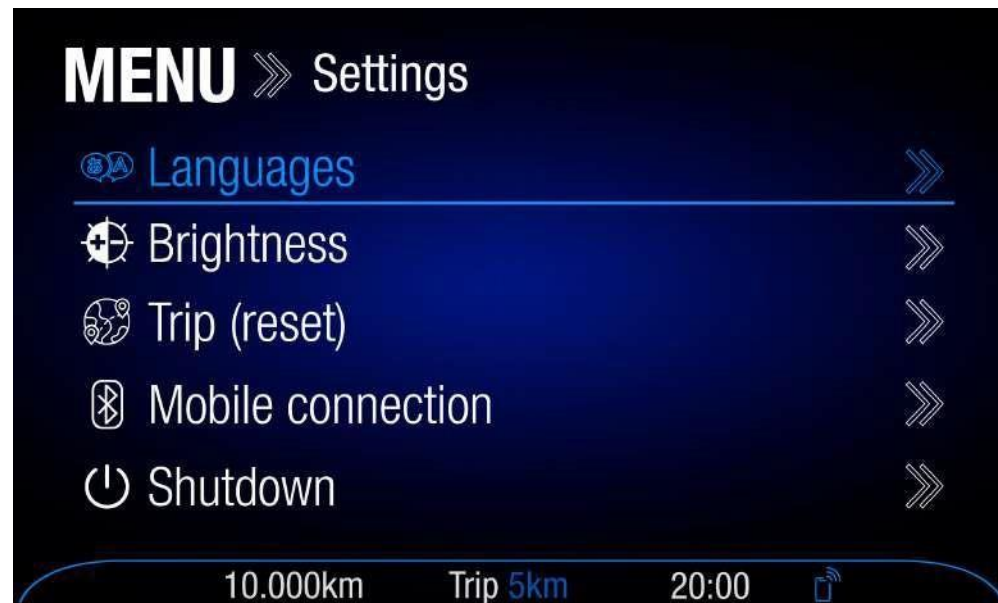 MENU Settings
Languages
Brightness
Trip (reset)
Mobile connection
Shutdown
10.000km Trip 5km 20:00